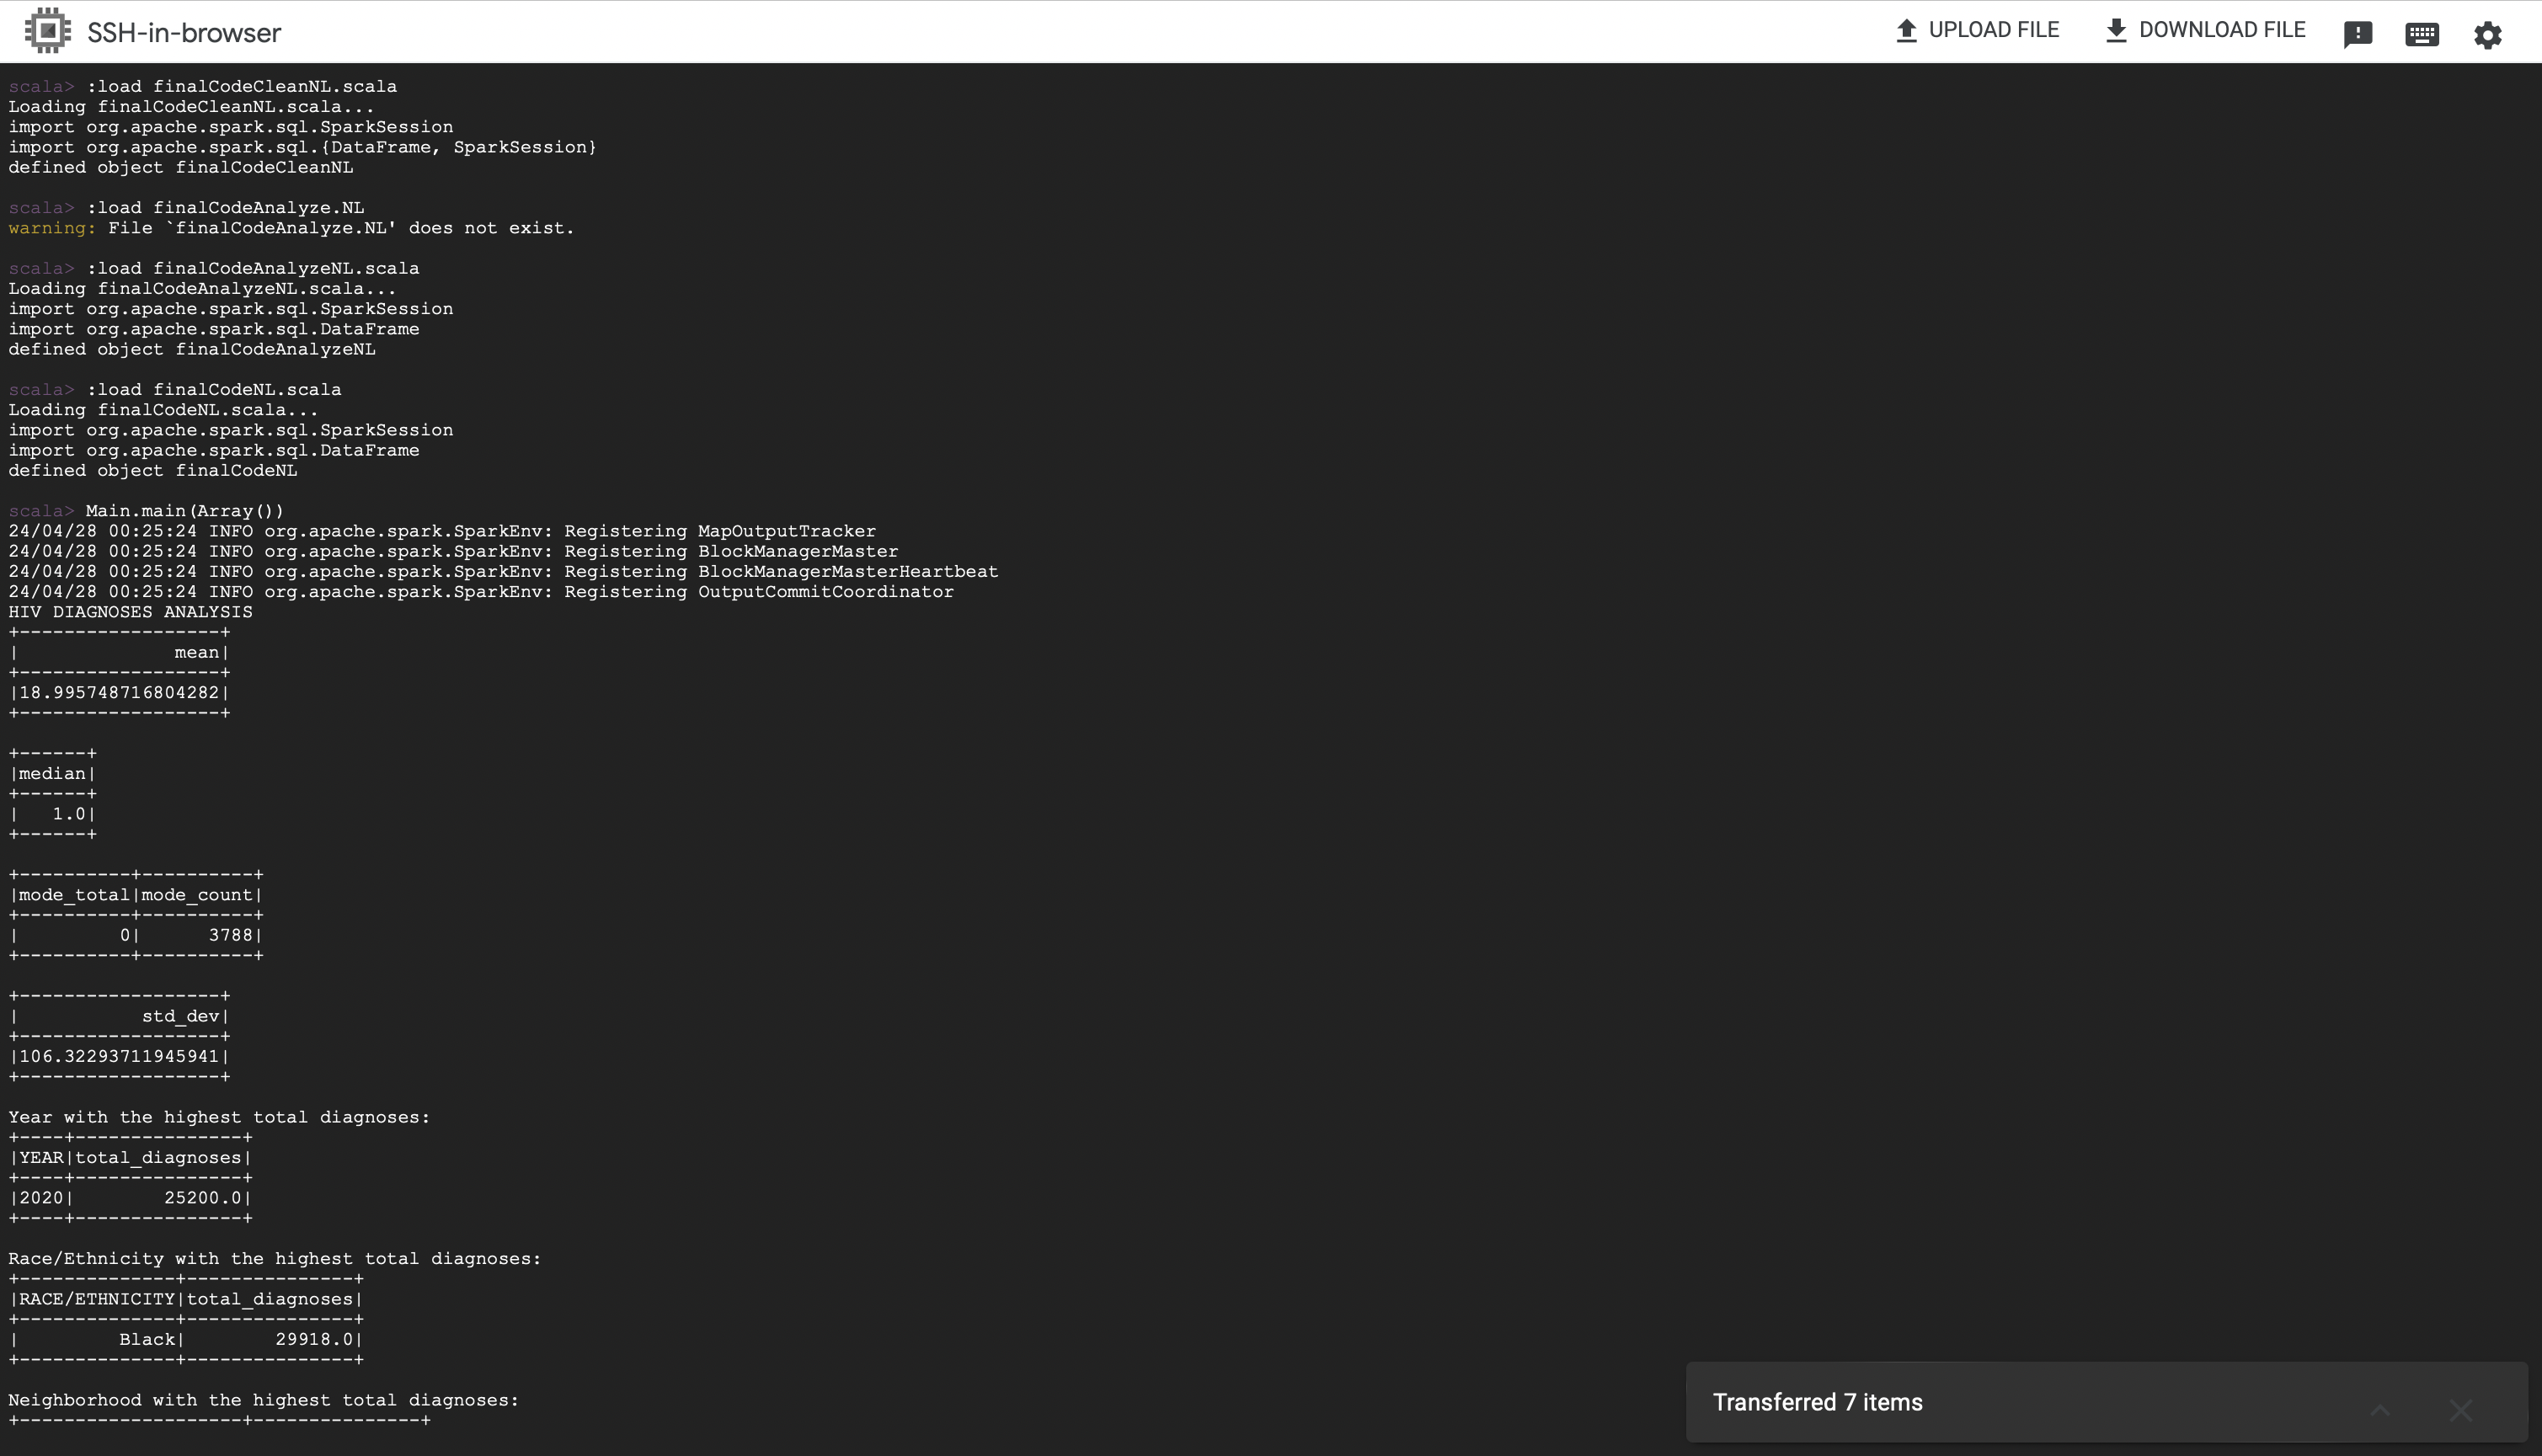 SSH-in-browser
UPLOAD FILE
DOWNLOAD FILE
scala> :load finalCodeCleanNL.scala
Loading finalCodeCleanNL.scala...
import org.apache.spark.sql.SparkSession
import org.apache.spark.sql.{DataFrame, SparkSession}
defined object finalCodeCleanNL
scala> :load finalCodeAnalyze.NL
warning: File `finalCodeAnalyze.NL' does not exist.
scala> :load finalCodeAnalyzeNL.scala
Loading finalCodeAnalyzeNL.scala...
import org.apache.spark.sql.SparkSession
import org.apache.spark.sql.DataFrame
defined object finalCodeAnalyzeNL
scala> :load finalCodeNL.scala
Loading finalCodeNL.scala...
import org.apache.spark.sql.SparkSession
import org.apache.spark.sql.DataFrame
defined object finalCodeNL
scala> Main.main(Array())
24/04/28 00:25:24 INFO org.apache.spark.SparkEnv: Registering MapOutputTracker
24/04/28 00:25:24 INFO org.apache.spark.SparkEnv: Registering BlockManagerMaster
24/04/28 00:25:24 INFO org.apache.spark.SparkEnv: Registering BlockManagerMasterHeartbeat
24/04/28 00:25:24 INFO org.apache.spark.SparkEnv: Registering OutputCommitCoordinator
HIV DIAGNOSES ANALYSIS
+------------------+
|              mean|
+------------------+
|18.995748716804282|
+------------------+
+------+
|median|
+------+
|   1.0|
+------+
+----------+----------+
|mode_total|mode_count|
+----------+----------+
|         0|      3788|
+----------+----------+
+------------------+
|           std_dev|
+------------------+
|106.32293711945941|
+------------------+
Year with the highest total diagnoses:
+----+---------------+
|YEAR|total_diagnoses|
+----+---------------+
|2020|        25200.0|
+----+---------------+
Race/Ethnicity with the highest total diagnoses:
+--------------+---------------+
|RACE/ETHNICITY|total_diagnoses|
+--------------+---------------+
|         Black|        29918.0|
+--------------+---------------+
Neighborhood with the highest total diagnoses:
+--------------------+---------------+
Transferred 7 items